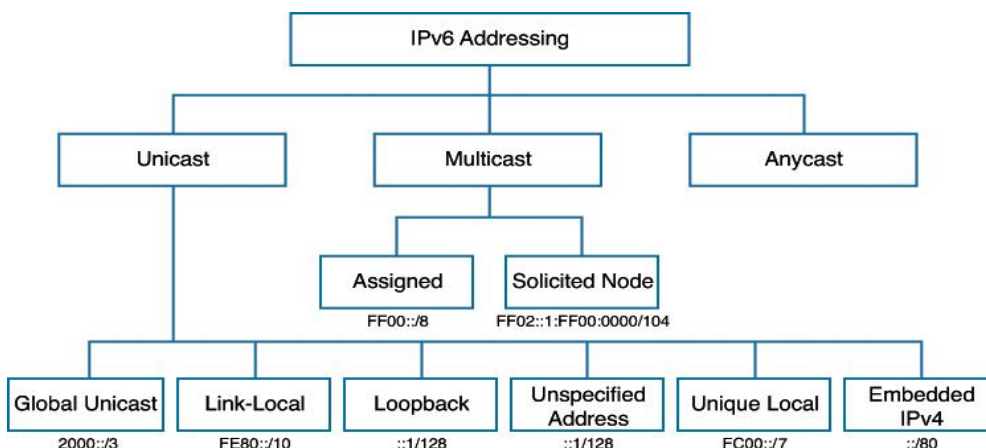 IPv6 Addressing
Unicast
Multicast
Anycast
Assigned
Solicited Node
FF00::/8
FF02::1:FF00:0000/104
Global Unicast
Link-Local
Loopback
Unspecified
Address
Unique Local
Embedded
IPv4
2000::/3
FE80::/10
::1/128
::1/128
FC00::/7
::/80